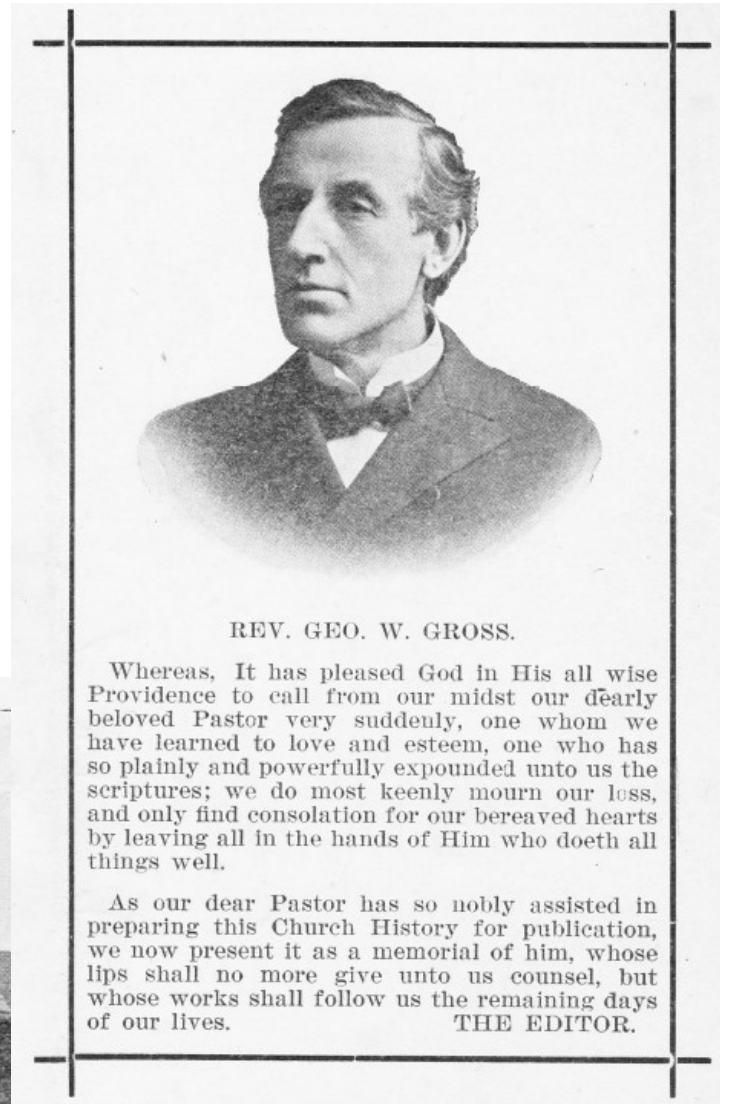 REV. GEO. W. GROSS.
Whereas, It has pleased God in His all wise
Providence to call from our midst our dearly
beloved Pastor very suddenly, one whom we
have learned to love and esteem, one who has
so plainly and powerfully expounded unto us the
scriptures; we do most keenly mourn our loss,
and only find consolation for our bereaved hearts
by leaving all in the hands of Him who doeth all
things well.
As our dear Pastor has so nobly assisted in
preparing this Church History for publication,
we now present it as a memorial of him, whose
lips shall no more give unto us counsel, but
whose works shall follow us the remaining days
of our lives. THE EDITOR.